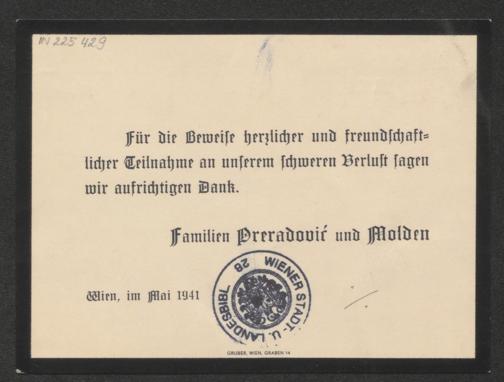 IN 225 429
Für die Beweise herzlicher und freundschaft=
licher Teilnahme an unserem schweren Verlust sagen
wir aufrichtigen Dank.
Familien Preradović und Molden
Wien, im Mai 1941
WIENER STADT- U. LANDESBIBL
28
GRUBER, WIEN, GRABEN 14